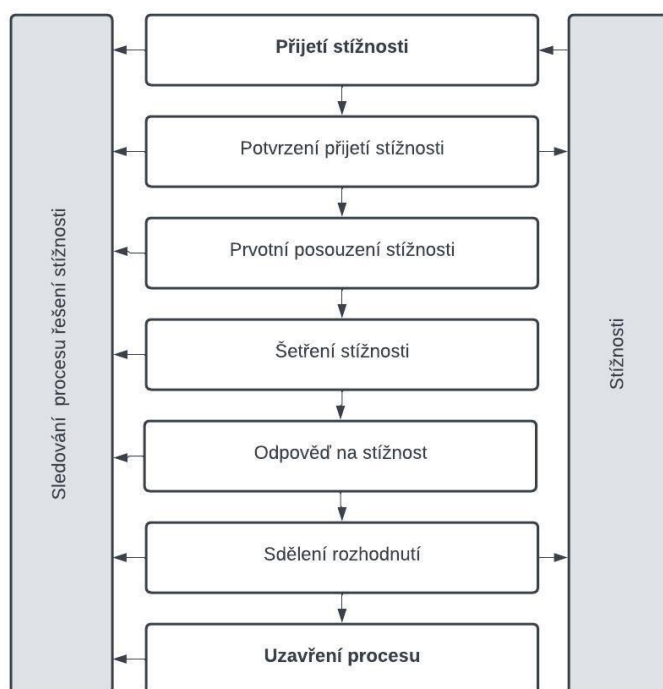 Přijetí stížnosti
Potvrzení přijetí stížnosti
Prvotní posouzení stížnosti
Šetření stížnosti
Odpověď na stížnost
Sdělení rozhodnutí
Uzavření procesu
Sledování procesu řešení stížnosti
Stížnosti